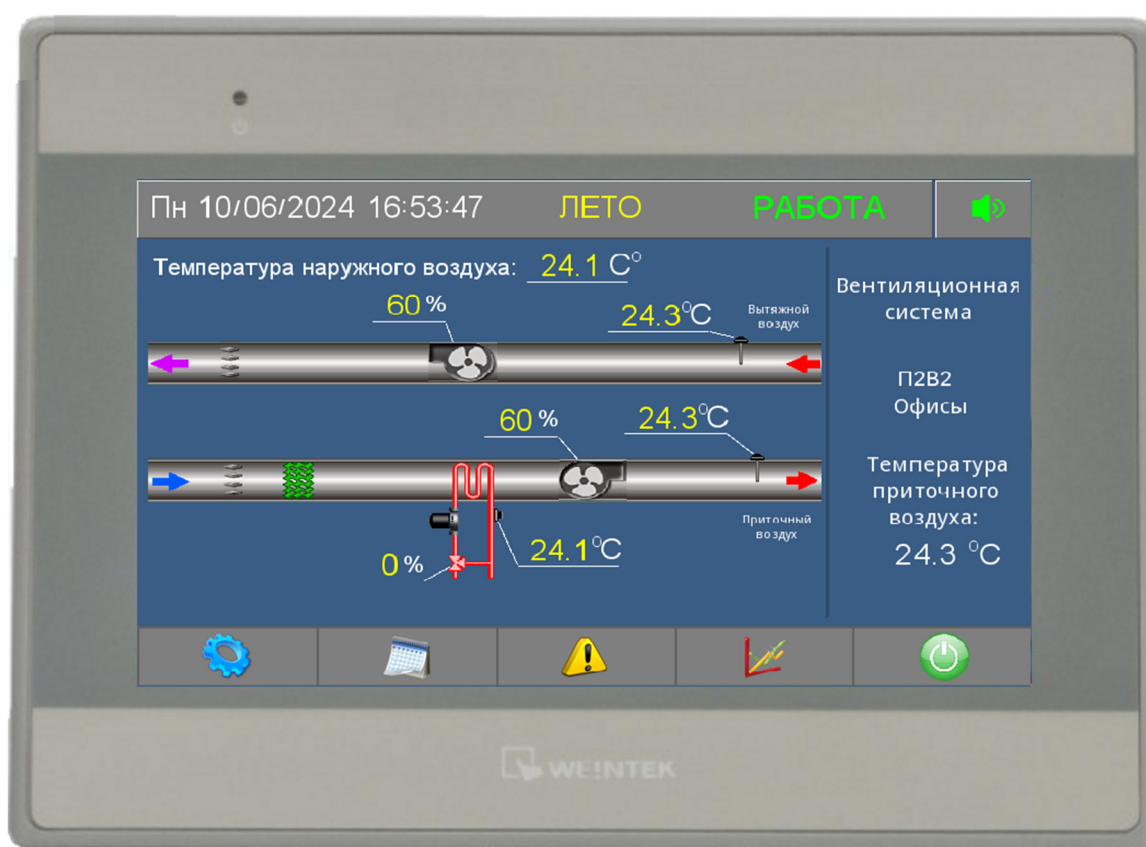 Пн 10/06/2024 16:53:47 ЛЕТО РАБОТА
Температура наружного воздуха: 24.1 C°
60 %
24.3°C
Вытяжной
воздух
60 %
24.3°C
Приточный
воздух
0 %
24.1°C
Вентиляционная
система
П2В2
Офисы
Температура
приточного
воздуха:
24.3 °C
WEINTEK